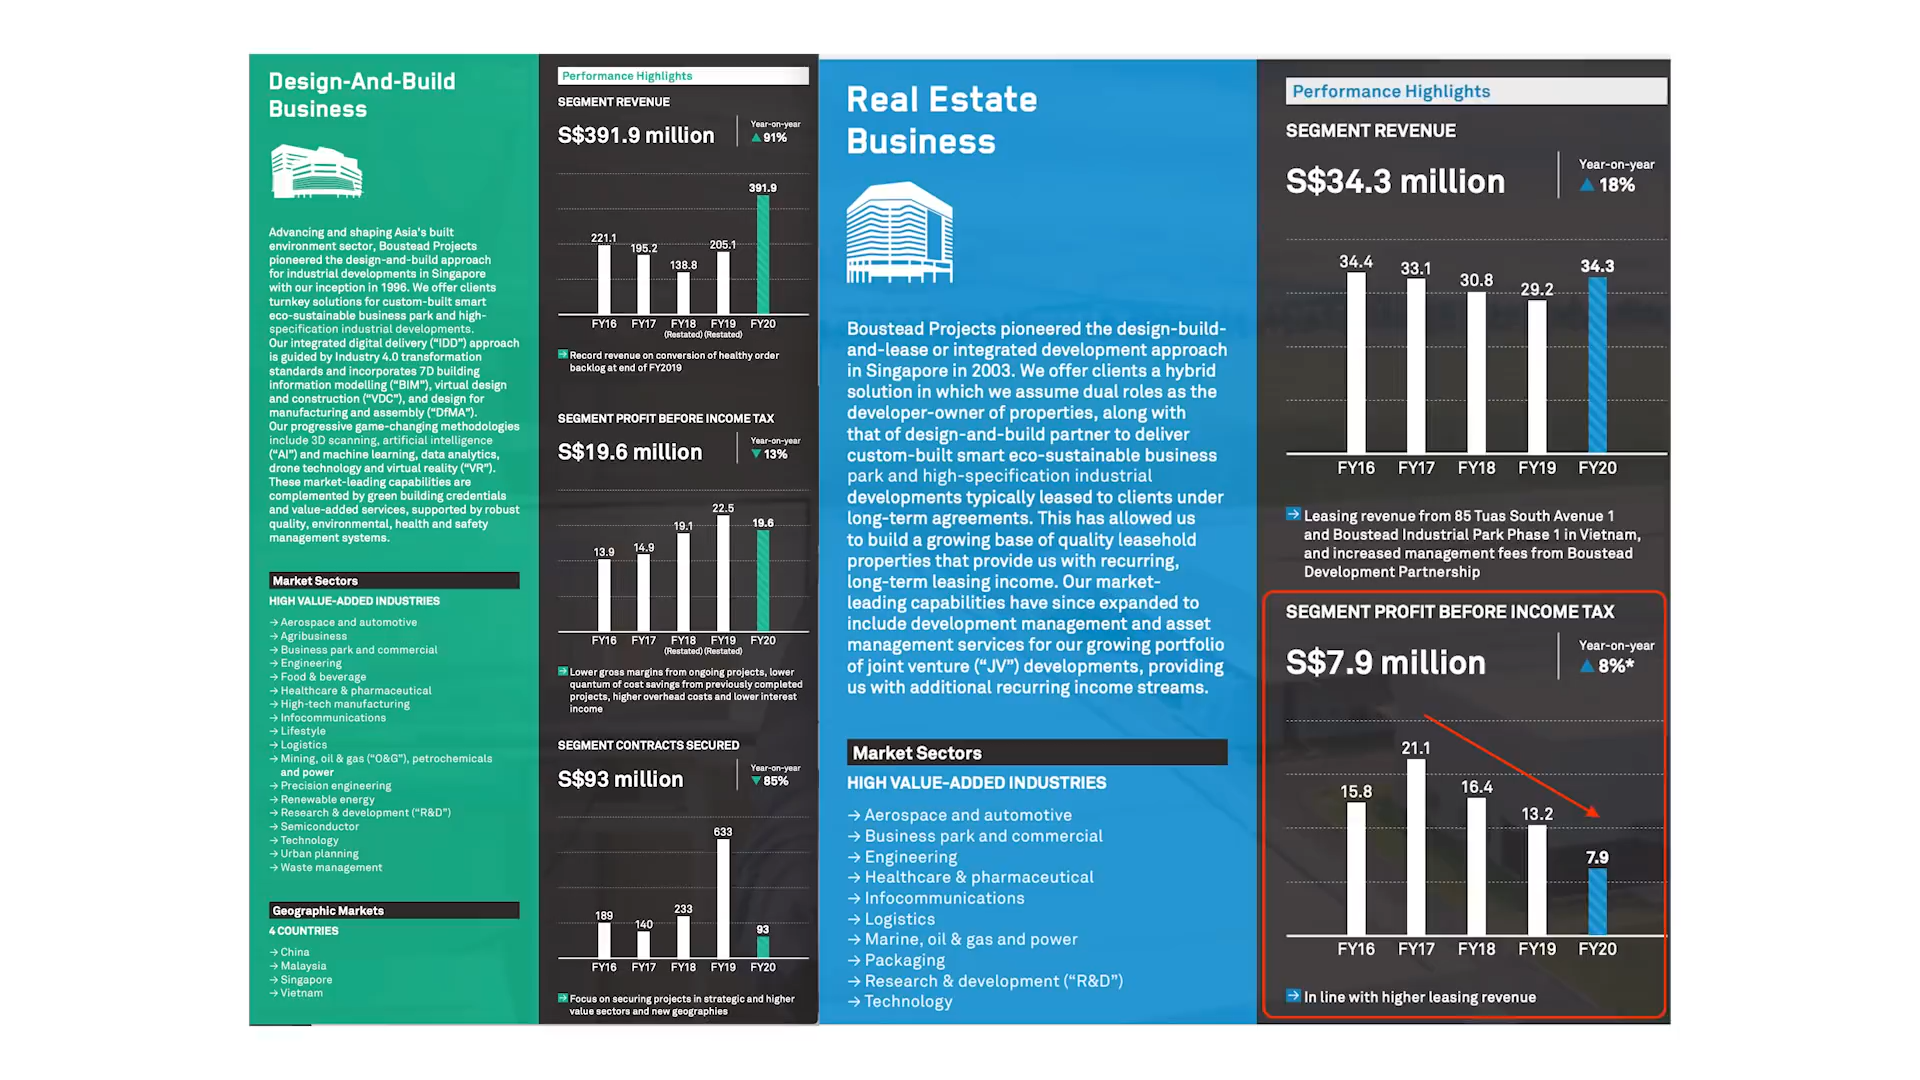 Design-And-Build
Business
Advancing and shaping Asia's built
environment sector, Boustead Projects
pioneered the design-and-build approach
for industrial developments in Singapore
with our inception in 1996. We offer clients
turnkey solutions for custom-built smart
eco-sustainable business park and high-
specification industrial developments.
Our integrated digital delivery (“IDD”) approach
is guided by Industry 4.0 transformation
standards and incorporates 7D building
information modelling (“BIM”), virtual design
and construction (“VDC”), and design for
manufacturing and assembly (“DfMA”).
Our progressive game-changing methodologies
include 3D scanning, artificial intelligence
(“AI”) and machine learning, data analytics,
drone technology and virtual reality (“VR”).
These market-leading capabilities are
complemented by green building credentials
and value-added services, supported by robust
quality, environmental, health and safety
management systems.
Market Sectors
HIGH VALUE-ADDED INDUSTRIES
→ Aerospace and automotive
→ Agribusiness
→ Business park and commercial
→ Engineering
→ Food & beverage
→ Healthcare & pharmaceutical
→ High-tech manufacturing
→ Infocommunications
→ Lifestyle
→ Logistics
→ Mining, oil & gas (“O&G”), petrochemicals
and power
→ Precision engineering
→ Renewable energy
→ Research & development (“R&D”)
→ Semiconductor
→ Technology
→ Urban planning
→ Waste management
Geographic Markets
4 COUNTRIES
→ China
→ Malaysia
→ Singapore
→ Vietnam
Performance Highlights
SEGMENT REVENUE
S$391.9 million
Year-on-year
▲ 91%
221.1 195.2 138.8 205.1 391.9
FY16 FY17 FY18 FY19 FY20
(Restated) (Restated)
→ Record revenue on conversion of healthy order
backlog at end of FY2019
SEGMENT PROFIT BEFORE INCOME TAX
S$19.6 million
Year-on-year
▼ 13%
13.9 14.9 19.1 22.5 19.6
FY16 FY17 FY18 FY19 FY20
(Restated) (Restated)
→ Lower gross margins from ongoing projects, lower
quantum of cost savings from previously completed
projects, higher overhead costs and lower interest
income
SEGMENT CONTRACTS SECURED
S$93 million
Year-on-year
▼ 85%
189 140 233 633 93
FY16 FY17 FY18 FY19 FY20
→ Focus on securing projects in strategic and higher
value sectors and new geographies
Real Estate
Business
Boustead Projects pioneered the design-build-
and-lease or integrated development approach
in Singapore in 2003. We offer clients a hybrid
solution in which we assume dual roles as the
developer-owner of properties, along with
that of design-and-build partner to deliver
custom-built smart eco-sustainable business
park and high-specification industrial
developments typically leased to clients under
long-term agreements. This has allowed us
to build a growing base of quality leasehold
properties that provide us with recurring,
long-term leasing income. Our market-
leading capabilities have since expanded to
include development management and asset
management services for our growing portfolio
of joint venture (“JV”) developments, providing
us with additional recurring income streams.
Market Sectors
HIGH VALUE-ADDED INDUSTRIES
→ Aerospace and automotive
→ Business park and commercial
→ Engineering
→ Healthcare & pharmaceutical
→ Infocommunications
→ Logistics
→ Marine, oil & gas and power
→ Packaging
→ Research & development (“R&D”)
→ Technology
Performance Highlights
SEGMENT REVENUE
S$34.3 million
Year-on-year
▲ 18%
34.4 33.1 30.8 29.2 34.3
FY16 FY17 FY18 FY19 FY20
→ Leasing revenue from 85 Tuas South Avenue 1
and Boustead Industrial Park Phase 1 in Vietnam,
and increased management fees from Boustead
Development Partnership
SEGMENT PROFIT BEFORE INCOME TAX
S$7.9 million
Year-on-year
▲ 8%*
15.8 21.1 16.4 13.2 7.9
FY16 FY17 FY18 FY19 FY20
→ In line with higher leasing revenue